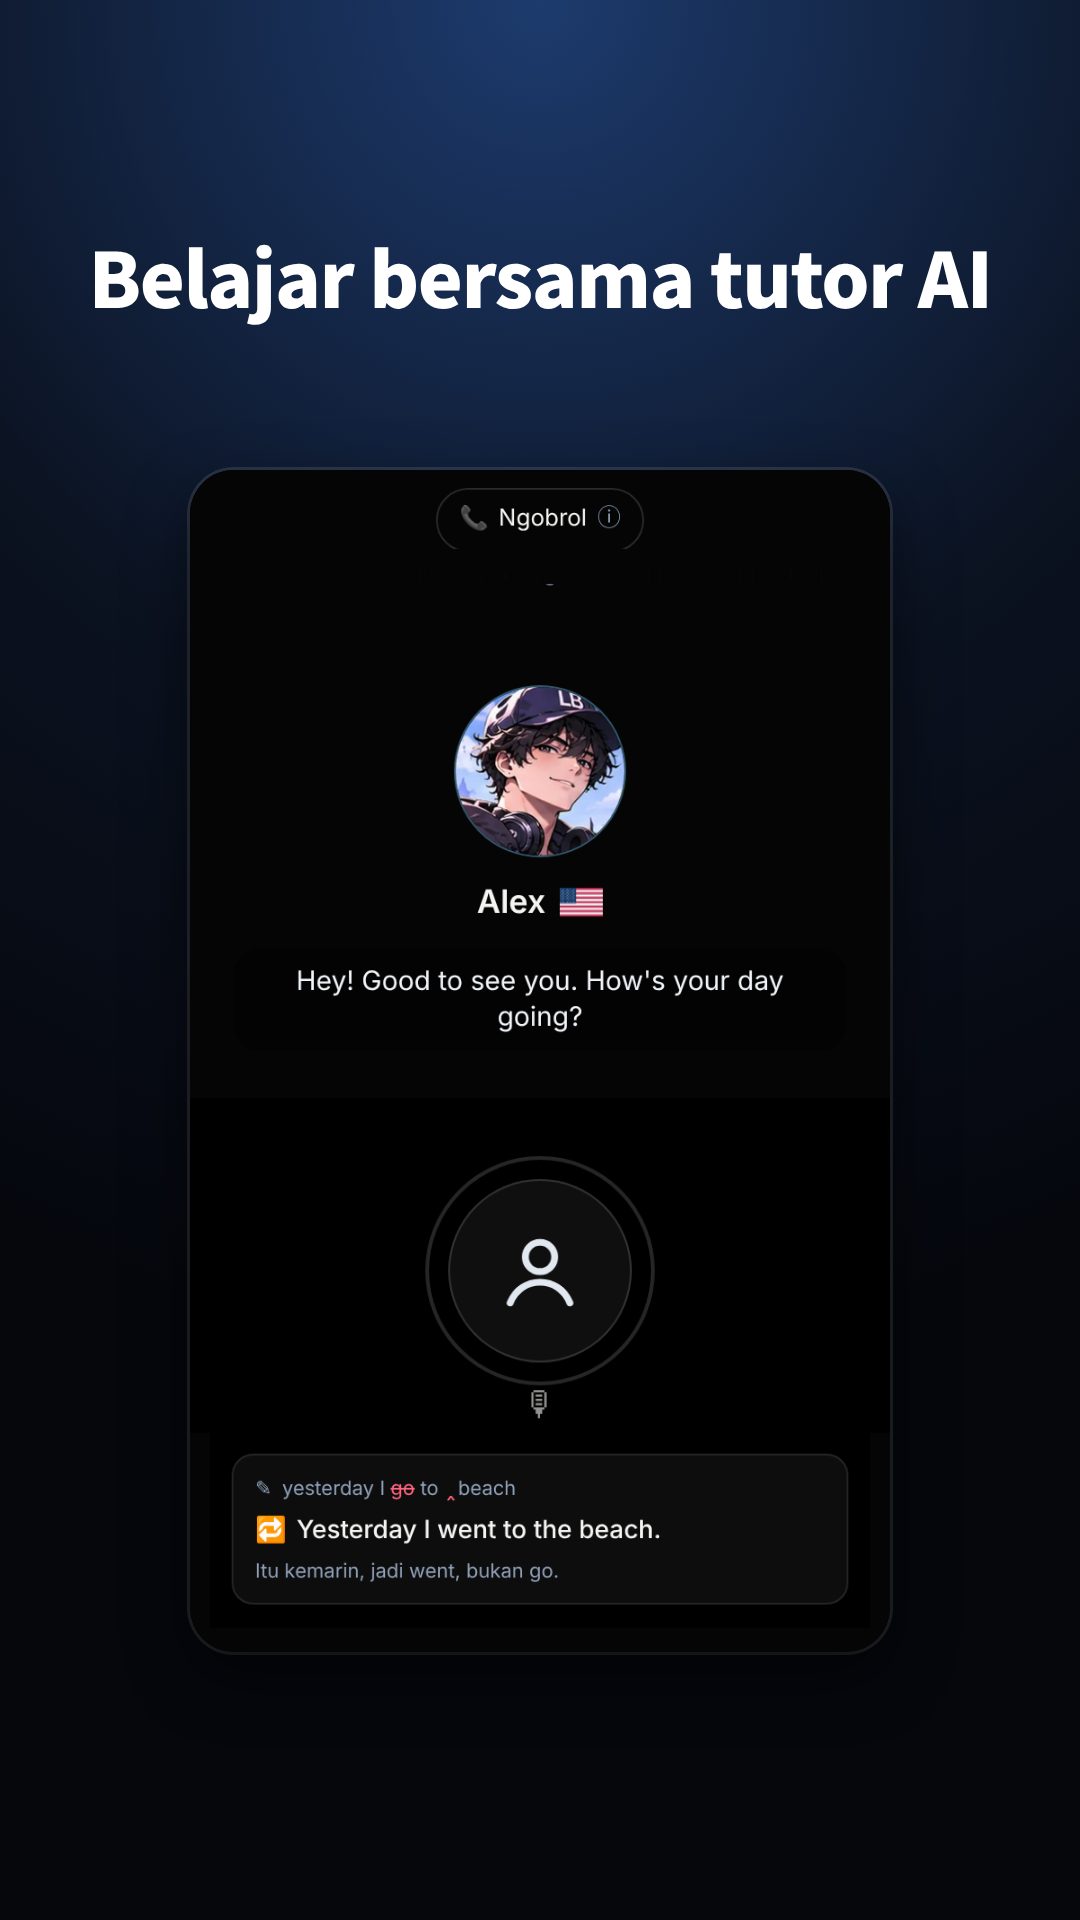 Belajar bersama tutor AI
📞 Ngobrol ⓘ
LB
Alex 🇺🇸
Hey! Good to see you. How's your day
going?
✎ yesterday I go to ‸beach
🔁 Yesterday I went to the beach.
Itu kemarin, jadi went, bukan go.